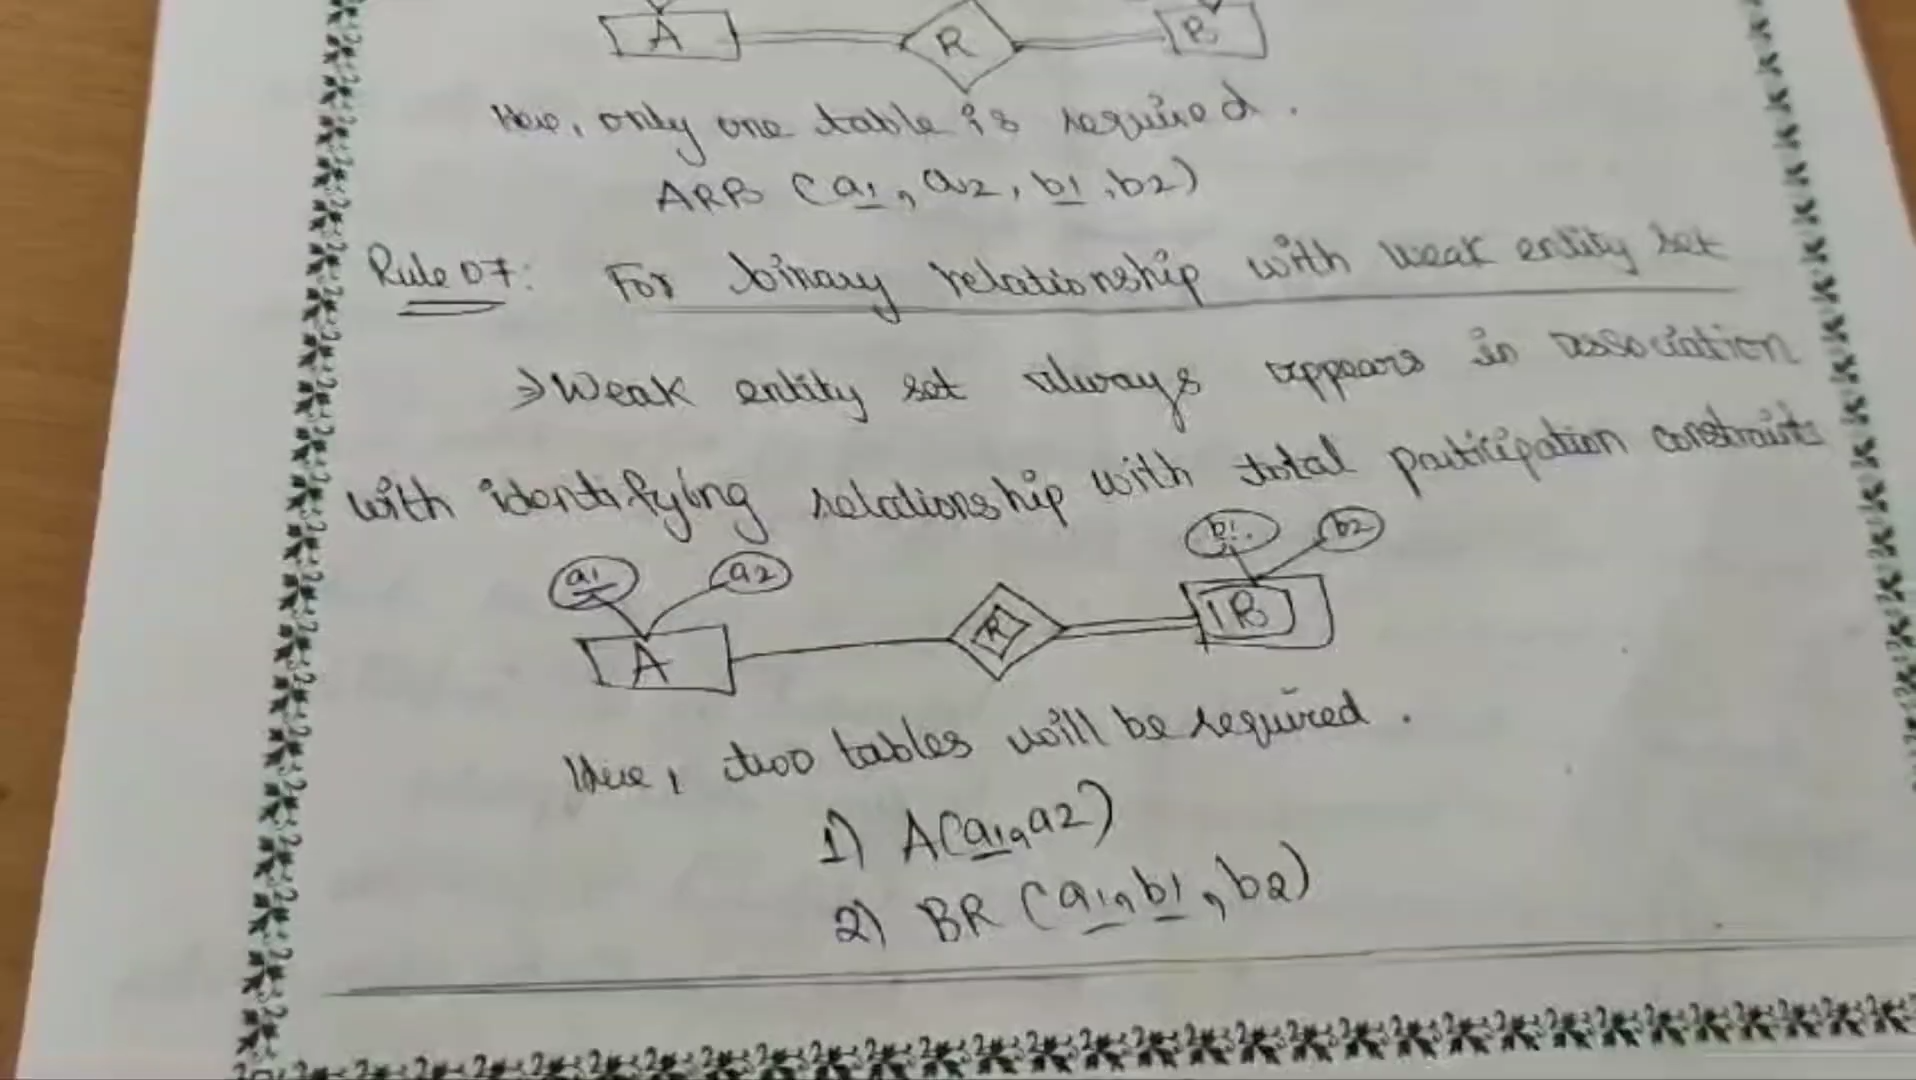 A R B
Here, only one table is required.
ARB (a1, a2, b1, b2)
Rule 07: For binary relationship with weak entity set
⇒ Weak entity set always appears in association
with identifying relationship with total participation constraints
b1 b2
a1 a2
A R B
Here, two tables will be required.
1) A(a1, a2)
2) BR (a1, b1, b2)